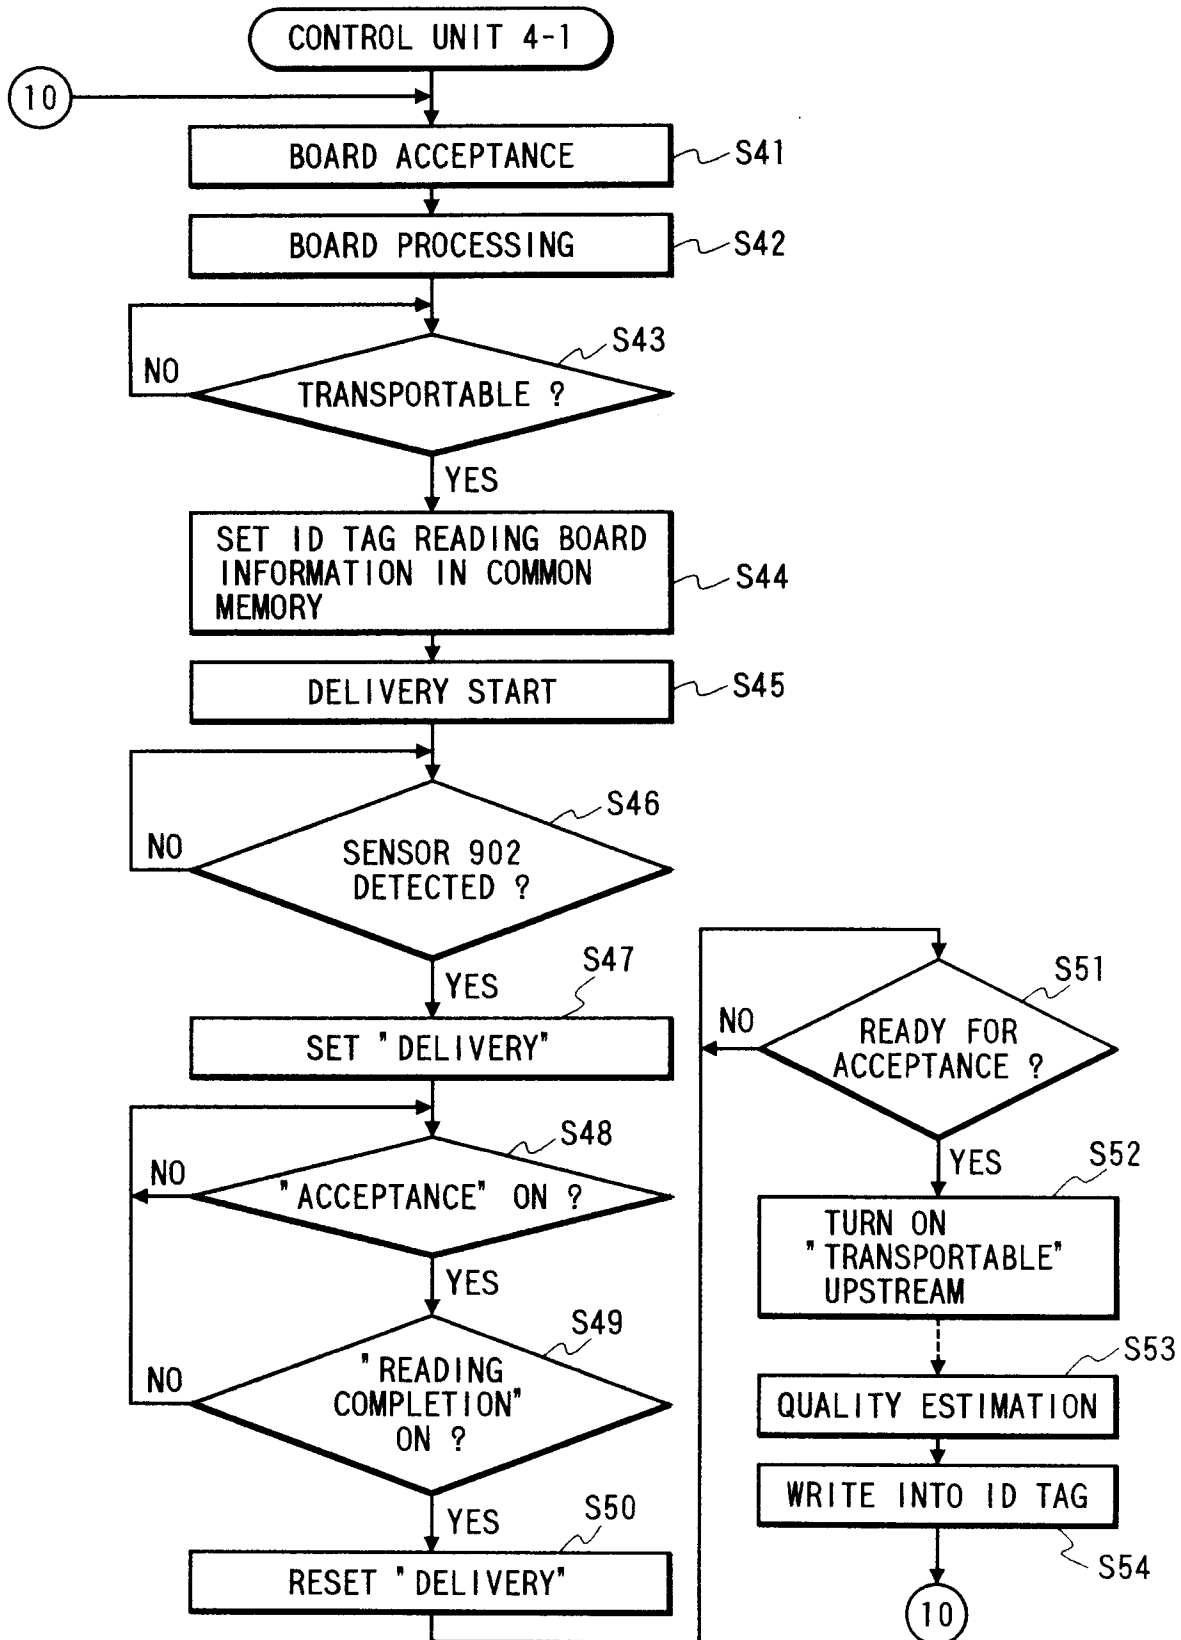 CONTROL UNIT 4-1
10
BOARD ACCEPTANCE
S41
BOARD PROCESSING
S42
S43
NO
TRANSPORTABLE ?
YES
SET ID TAG READING BOARD
INFORMATION IN COMMON
MEMORY
S44
DELIVERY START
S45
S46
NO
SENSOR 902
DETECTED ?
YES
S47
SET "DELIVERY"
S48
NO
"ACCEPTANCE" ON ?
YES
S49
NO
"READING
COMPLETION"
ON ?
YES
S50
RESET "DELIVERY"
S51
NO
READY FOR
ACCEPTANCE ?
YES
S52
TURN ON
"TRANSPORTABLE"
UPSTREAM
S53
QUALITY ESTIMATION
WRITE INTO ID TAG
S54
10